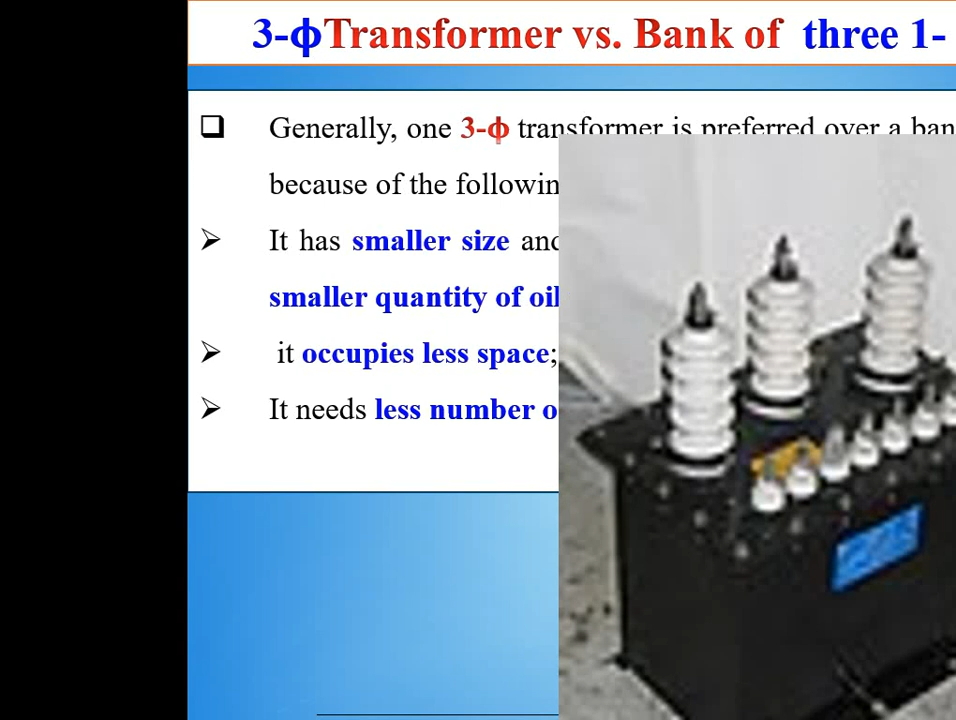 3-ϕTransformer vs. Bank of three 1-
Generally, one 3-ϕ transformer is preferred over a ban
because of the followin
It has smaller size and
smaller quantity of oil
it occupies less space;
It needs less number o